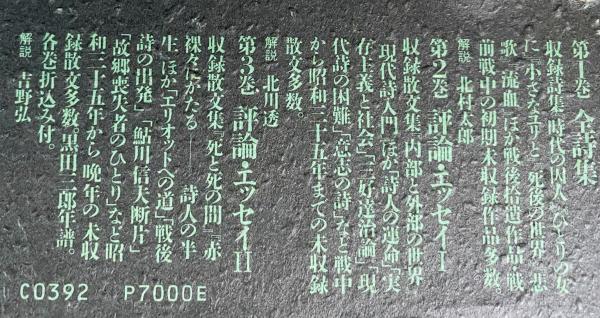 第1巻 全詩集
収録詩集『時代の囚人』『ひとりの女
に』『小さなユリと』『死後の世界』『悲
歌』『流血』ほか戦後拾遺作品・戦
前戦中の初期未収録作品多数。
解説 北村太郎
第2巻 評論・エッセイI
収録散文集『内部と外部の世界』
『現代詩入門』ほか「詩人の運命」「実
存主義と社会」「三好達治論」「現
代詩の困難」「意志の詩」など戦中
から昭和二十五年までの未収録
散文多数。
解説 北川透
第3巻 評論・エッセイII
収録散文集『死と死の間』『赤
裸々にかたる──詩人の半
生』ほか「エリオットへの道」「戦後
詩の出発」「鮎川信夫断片」
「故郷喪失者のひとり」など昭
和二十五年から晩年の未収
録散文多数。黒田三郎年譜。
各巻折込み付。
解説 吉野弘
C0392 P7000E